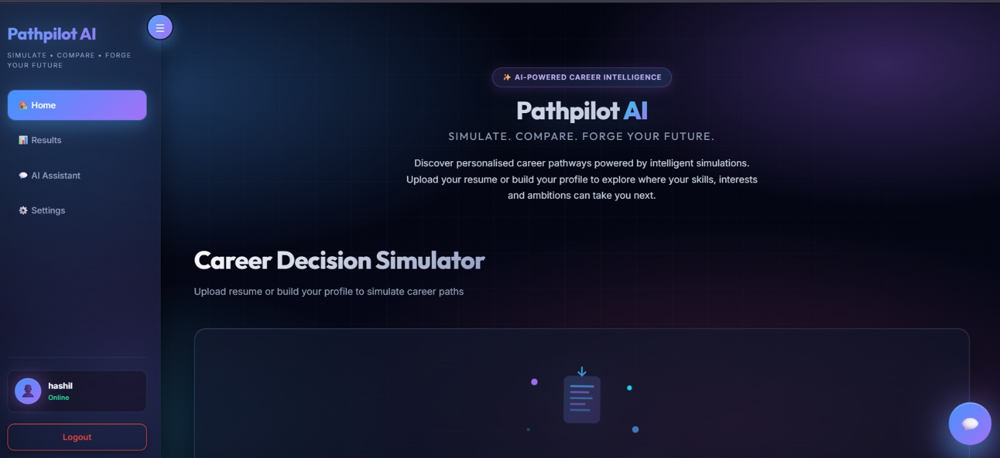 Pathpilot AI
SIMULATE • COMPARE • FORGE
YOUR FUTURE
Home
Results
AI Assistant
Settings
hashil
Online
Logout
AI-POWERED CAREER INTELLIGENCE
Pathpilot AI
SIMULATE. COMPARE. FORGE YOUR FUTURE.
Discover personalised career pathways powered by intelligent simulations.
Upload your resume or build your profile to explore where your skills, interests
and ambitions can take you next.
Career Decision Simulator
Upload resume or build your profile to simulate career paths